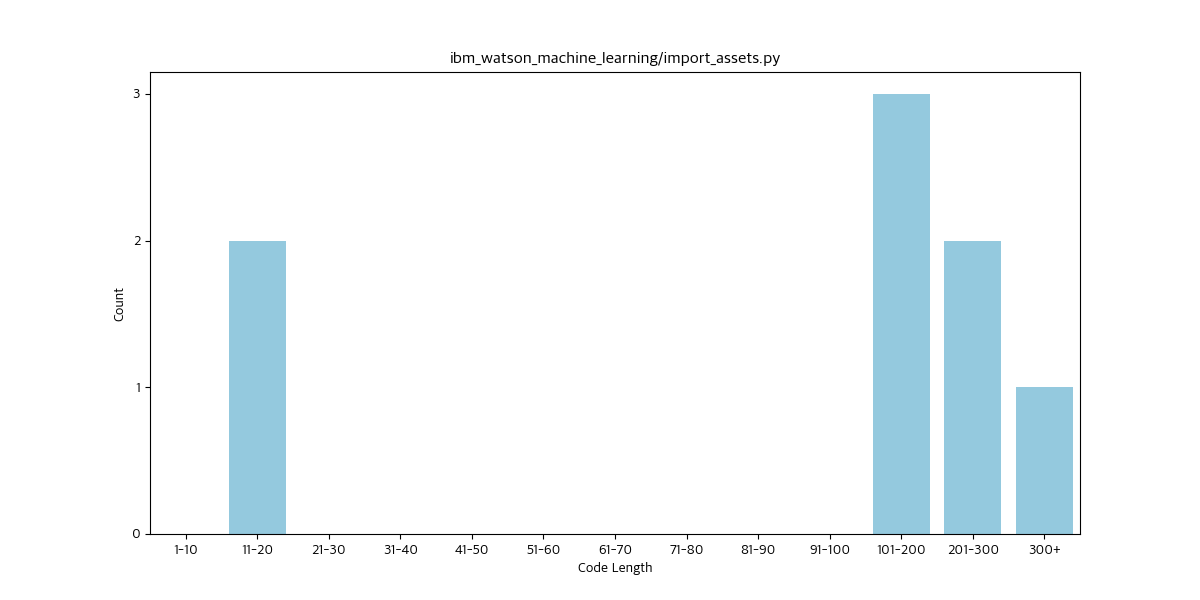 ibm_watson_machine_learning/import_assets.py
Count
3
2
1
0
1-10 11-20 21-30 31-40 41-50 51-60 61-70 71-80 81-90 91-100 101-200 201-300 300+
Code Length